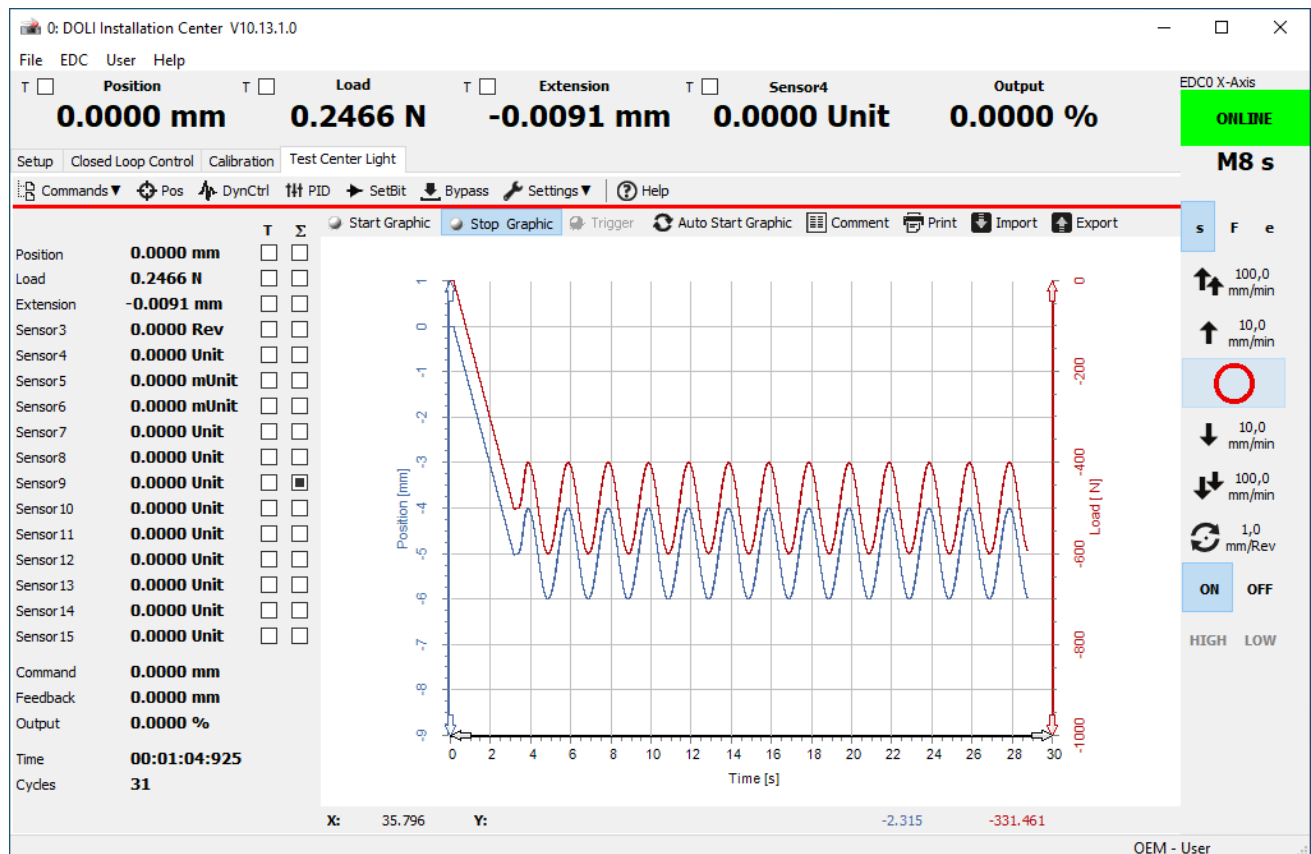 0: DOLI Installation Center V10.13.1.0
File EDC User Help
T Position T Load T Extension T Sensor4 Output EDC0 X-Axis
0.0000 mm 0.2466 N -0.0091 mm 0.0000 Unit 0.0000 % ONLINE
Setup Closed Loop Control Calibration Test Center Light M8 s
Commands▼ Pos DynCtrl PID SetBit Bypass Settings▼ Help
T Σ Start Graphic Stop Graphic Trigger Auto Start Graphic Comment Print Import Export
Position 0.0000 mm
Load 0.2466 N
Extension -0.0091 mm
Sensor3 0.0000 Rev
Sensor4 0.0000 Unit
Sensor5 0.0000 mUnit
Sensor6 0.0000 mUnit
Sensor7 0.0000 Unit
Sensor8 0.0000 Unit
Sensor9 0.0000 Unit
Sensor10 0.0000 Unit
Sensor11 0.0000 Unit
Sensor12 0.0000 Unit
Sensor13 0.0000 Unit
Sensor14 0.0000 Unit
Sensor15 0.0000 Unit
Command 0.0000 mm
Feedback 0.0000 mm
Output 0.0000 %
Time 00:01:04:925
Cycles 31
Position [mm]
1
0
-1
-2
-3
-4
-5
-6
-7
-8
-9
0 2 4 6 8 10 12 14 16 18 20 22 24 26 28 30
Time [s]
0
-200
-400
-600
-800
-1000
Load [ N]
X: 35.796 Y: -2.315 -331.461
s F e
100,0
mm/min
10,0
mm/min
10,0
mm/min
100,0
mm/min
1,0
mm/Rev
ON OFF
HIGH LOW
OEM - User